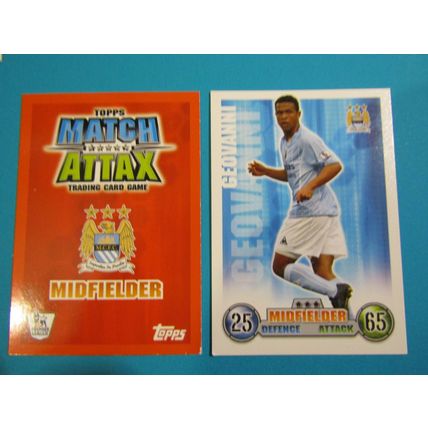 TOPPS
MATCH
ATTAX
TRADING CARD GAME
M.C.F.C.
MIDFIELDER
Topps
GEOVANNI
GEOVANNI
MIDFIELDER
25
DEFENCE ATTACK
65